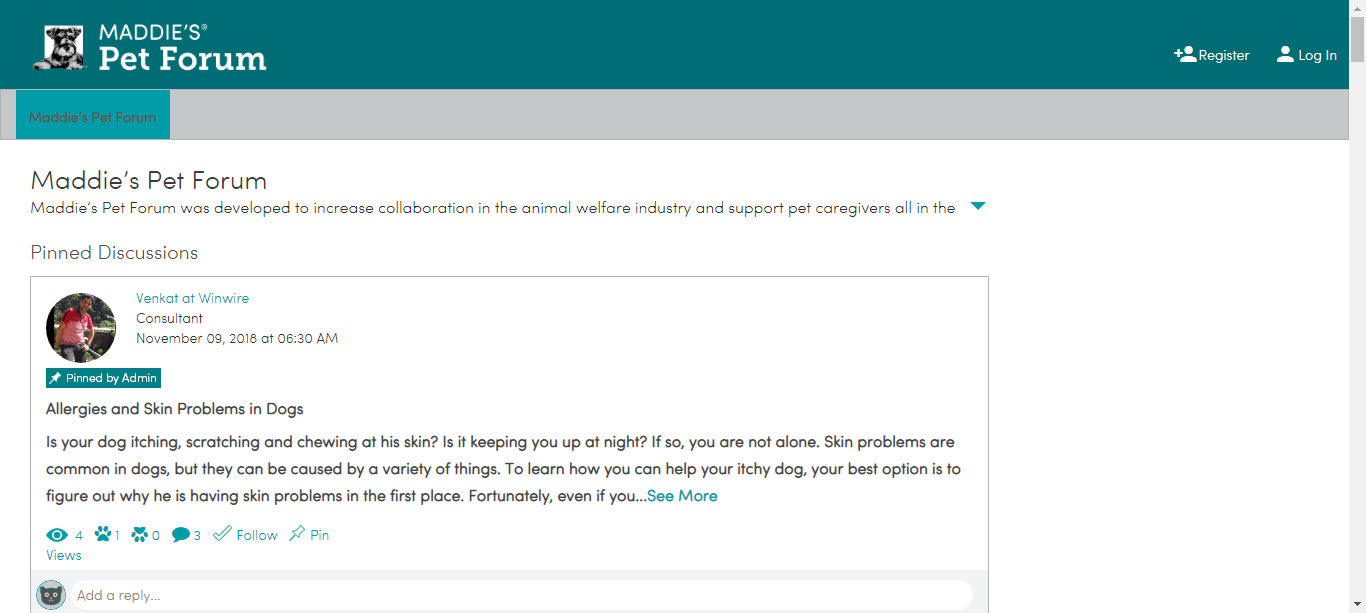 MADDIE'S®
Pet Forum
Register
Log In
Maddie's Pet Forum
Maddie's Pet Forum
Maddie's Pet Forum was developed to increase collaboration in the animal welfare industry and support pet caregivers all in the
Pinned Discussions
Venkat at Winwire
Consultant
November 09, 2018 at 06:30 AM
Pinned by Admin
Allergies and Skin Problems in Dogs
Is your dog itching, scratching and chewing at his skin? Is it keeping you up at night? If so, you are not alone. Skin problems are
common in dogs, but they can be caused by a variety of things. To learn how you can help your itchy dog, your best option is to
figure out why he is having skin problems in the first place. Fortunately, even if you...See More
4 1 0 3 Follow Pin
Views
Add a reply...